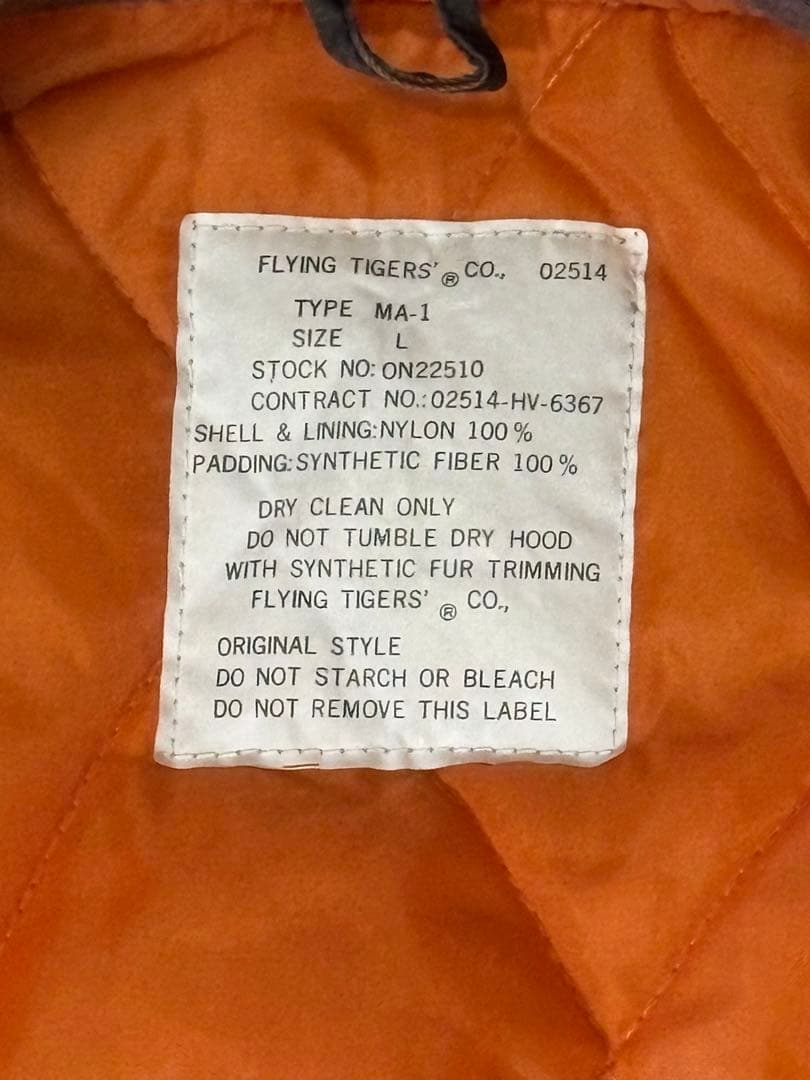 FLYING TIGERS'® CO., 02514
TYPE MA-1
SIZE L
STOCK NO: ON22510
CONTRACT NO.: 02514-HV-6367
SHELL & LINING: NYLON 100%
PADDING: SYNTHETIC FIBER 100%
DRY CLEAN ONLY
DO NOT TUMBLE DRY HOOD
WITH SYNTHETIC FUR TRIMMING
FLYING TIGERS' ® CO.,
ORIGINAL STYLE
DO NOT STARCH OR BLEACH
DO NOT REMOVE THIS LABEL